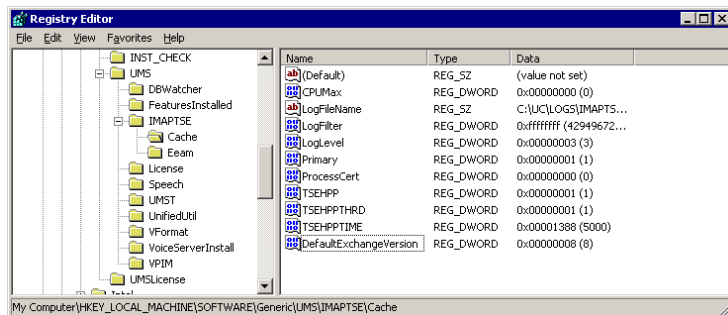 Registry Editor
File Edit View Favorites Help
INST_CHECK
UMS
DBWatcher
FeaturesInstalled
IMAPTSE
Cache
Eeam
License
Speech
UMST
UnifiedUtil
VFormat
VoiceServerInstall
VPIM
UMSLicense
Intel
Name Type Data
(Default) REG_SZ (value not set)
CPUMax REG_DWORD 0x00000000 (0)
LogFileName REG_SZ C:\UC\LOGS\IMAPTS...
LogFilter REG_DWORD 0xffffffff (42949672...
LogLevel REG_DWORD 0x00000003 (3)
Primary REG_DWORD 0x00000001 (1)
ProcessCert REG_DWORD 0x00000000 (0)
TSEHPP REG_DWORD 0x00000001 (1)
TSEHPPTHRD REG_DWORD 0x00000001 (1)
TSEHPPTIME REG_DWORD 0x00001388 (5000)
DefaultExchangeVersion REG_DWORD 0x00000008 (8)
My Computer\HKEY_LOCAL_MACHINE\SOFTWARE\Generic\UMS\IMAPTSE\Cache